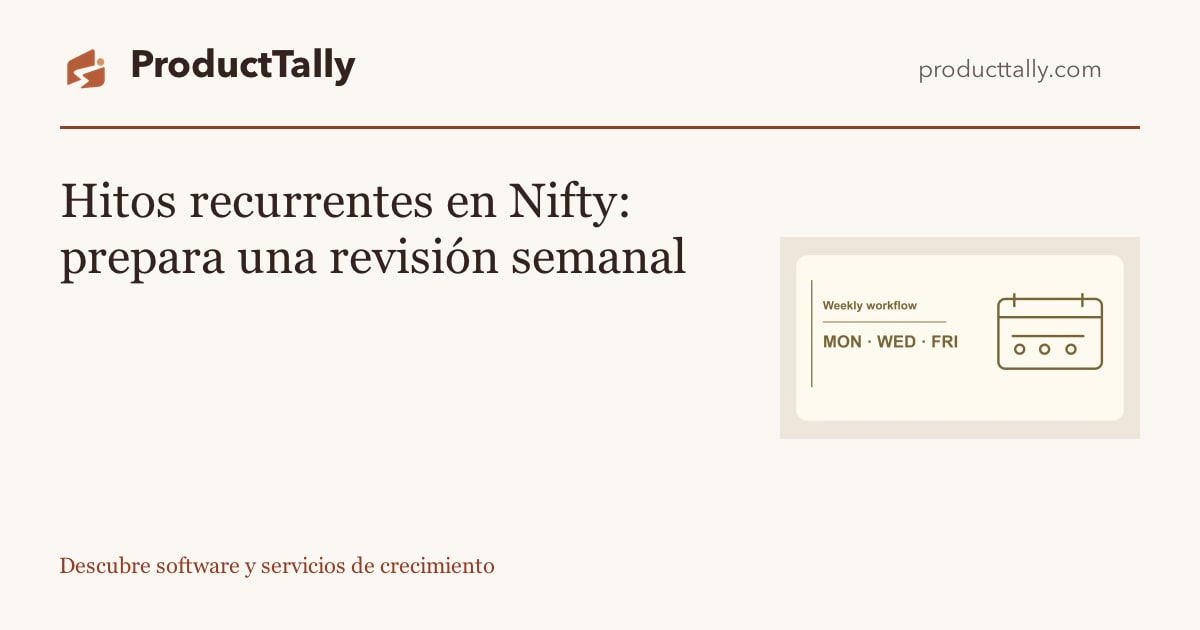 ProductTally
producttally.com
Hitos recurrentes en Nifty:
prepara una revisión semanal
Weekly workflow
MON · WED · FRI
Descubre software y servicios de crecimiento